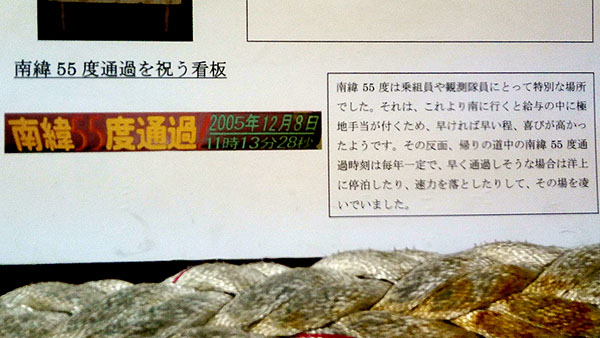 南緯 55 度通過を祝う看板
南緯55度通過
2005年12月8日
11時13分28秒
南緯 55 度は乗組員や観測隊員にとって特別な場所
でした。それは、これより南に行くと給与の中に極
地手当が付くため、早ければ早い程、喜びが高かっ
たようです。その反面、帰りの道中の南緯 55 度通
過時刻は毎年一定で、早く通過しそうな場合は洋上
に停泊したり、速力を落としたりして、その場を凌
いでいました。